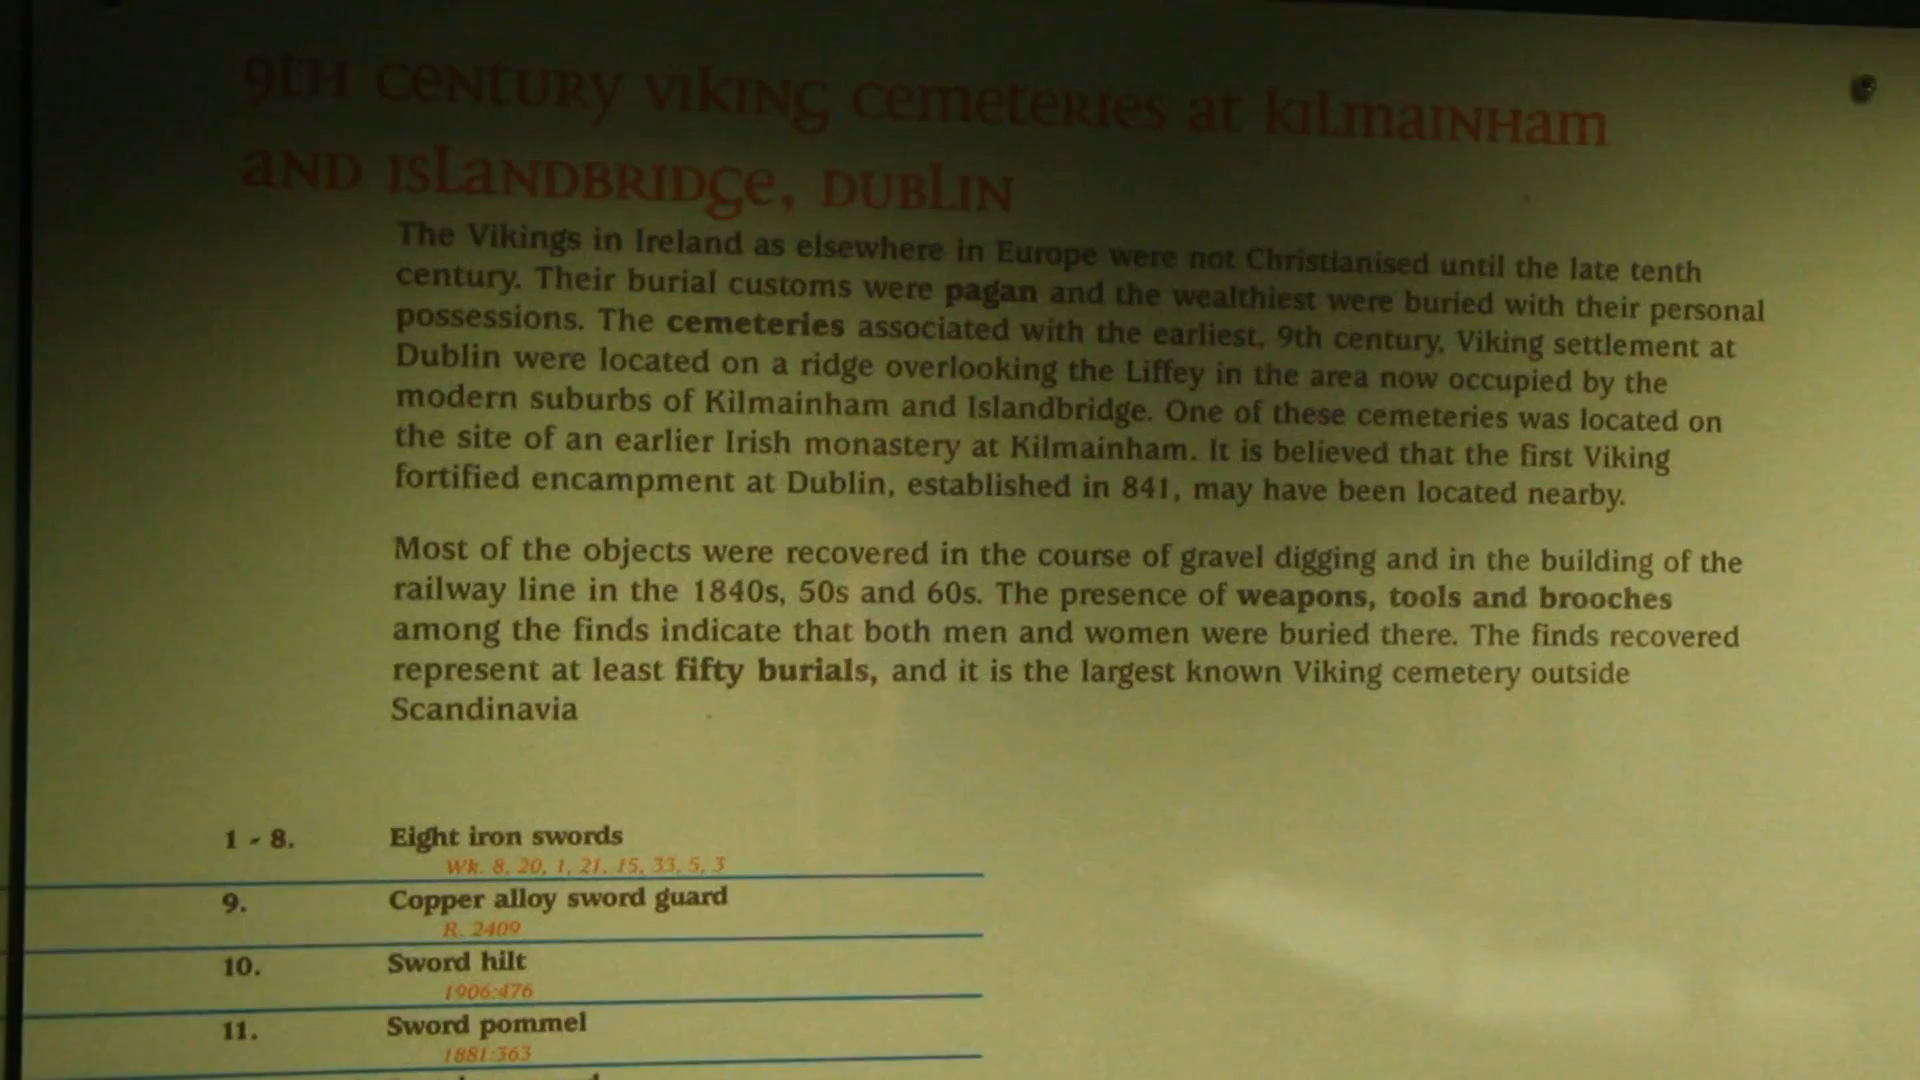 9th century viking cemeteries at kilmainham
and islandbridge, dublin
The Vikings in Ireland as elsewhere in Europe were not Christianised until the late tenth
century. Their burial customs were pagan and the wealthiest were buried with their personal
possessions. The cemeteries associated with the earliest, 9th century, Viking settlement at
Dublin were located on a ridge overlooking the Liffey in the area now occupied by the
modern suburbs of Kilmainham and Islandbridge. One of these cemeteries was located on
the site of an earlier Irish monastery at Kilmainham. It is believed that the first Viking
fortified encampment at Dublin, established in 841, may have been located nearby.
Most of the objects were recovered in the course of gravel digging and in the building of the
railway line in the 1840s, 50s and 60s. The presence of weapons, tools and brooches
among the finds indicate that both men and women were buried there. The finds recovered
represent at least fifty burials, and it is the largest known Viking cemetery outside
Scandinavia
1 - 8. Eight iron swords
Wk. 8, 20, 1, 21, 15, 33, 5, 3
9. Copper alloy sword guard
R. 2409
10. Sword hilt
1906:476
11. Sword pommel
1881:363